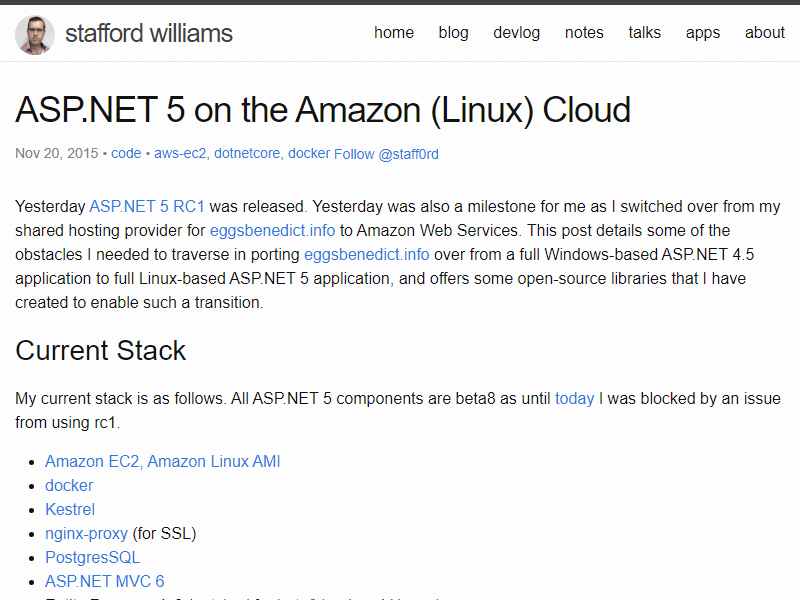 stafford williams
home blog devlog notes talks apps about
ASP.NET 5 on the Amazon (Linux) Cloud
Nov 20, 2015 • code • aws-ec2, dotnetcore, docker Follow @staff0rd
Yesterday ASP.NET 5 RC1 was released. Yesterday was also a milestone for me as I switched over from my
shared hosting provider for eggsbenedict.info to Amazon Web Services. This post details some of the
obstacles I needed to traverse in porting eggsbenedict.info over from a full Windows-based ASP.NET 4.5
application to full Linux-based ASP.NET 5 application, and offers some open-source libraries that I have
created to enable such a transition.
Current Stack
My current stack is as follows. All ASP.NET 5 components are beta8 as until today I was blocked by an issue
from using rc1.
Amazon EC2, Amazon Linux AMI
docker
Kestrel
nginx-proxy (for SSL)
PostgresSQL
ASP.NET MVC 6